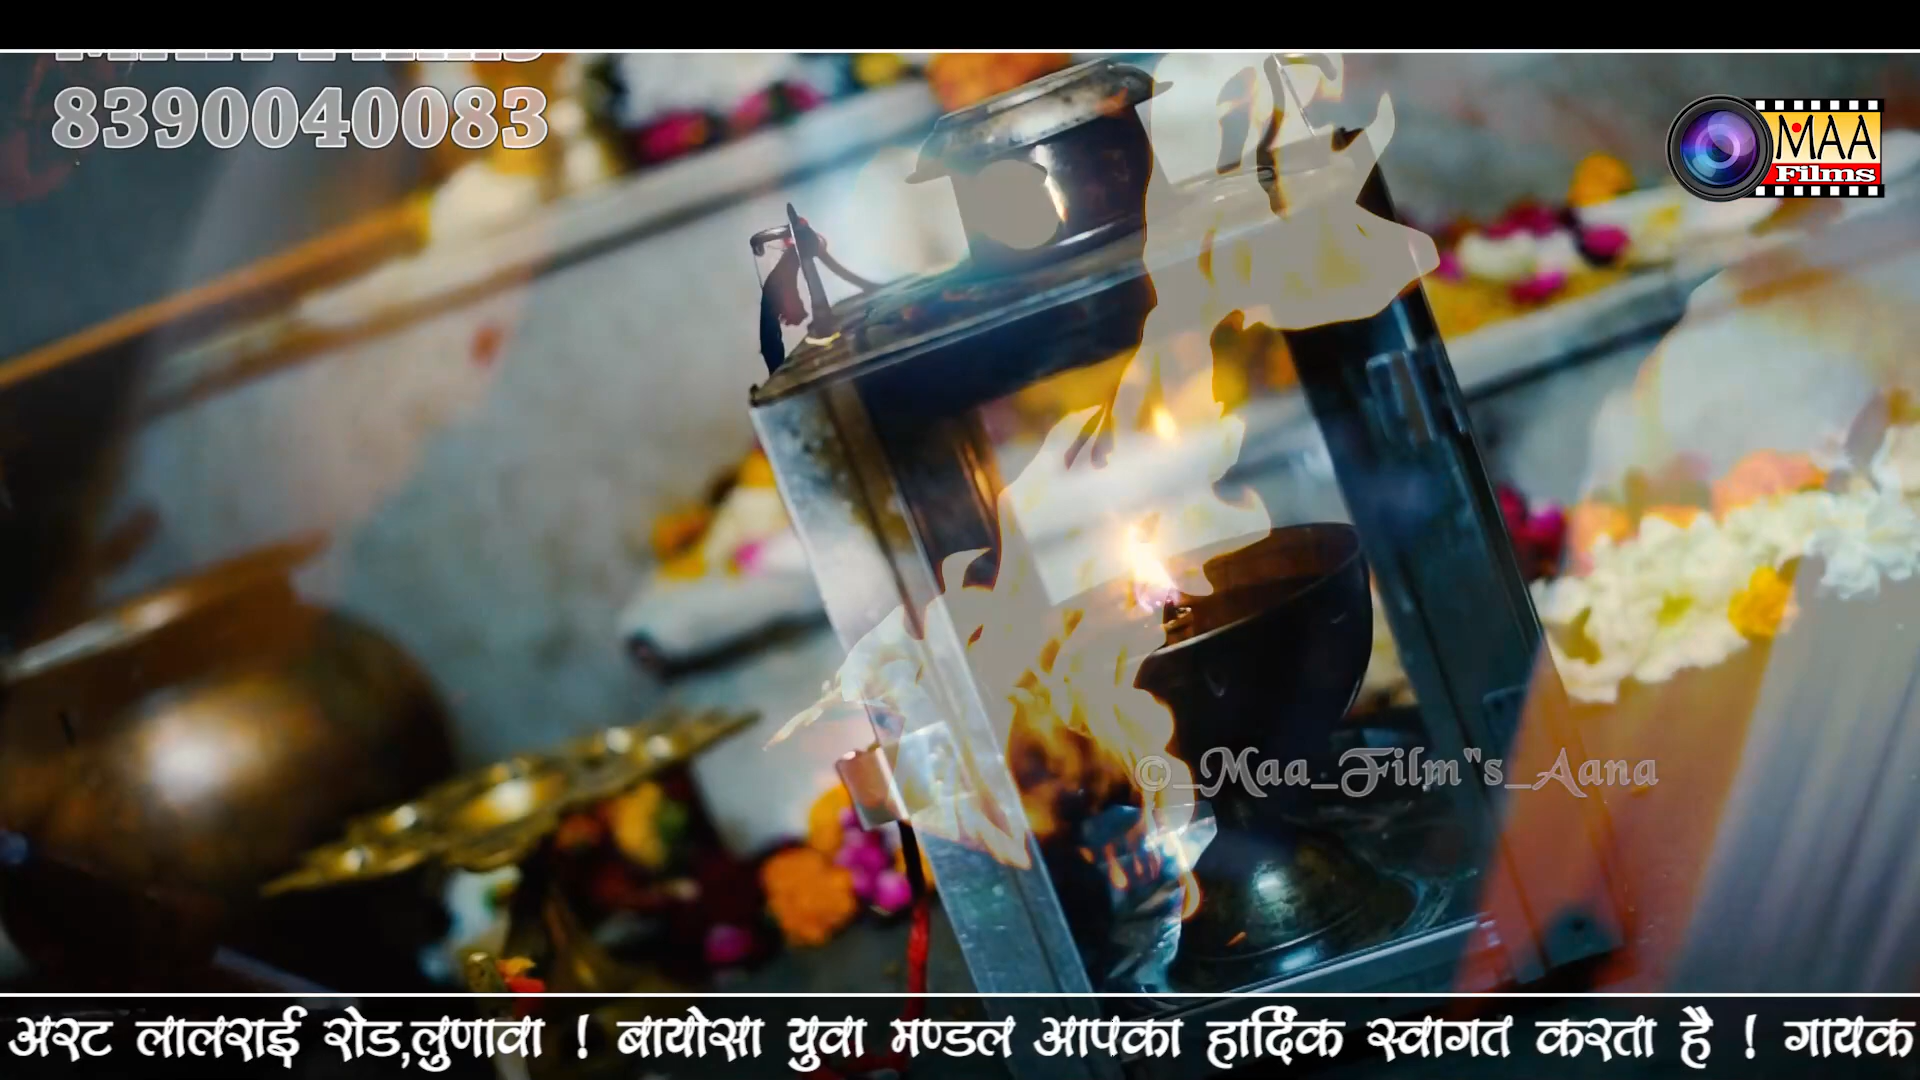 8390040083
MAA
Films
©_Maa_Film"s_Aana
अरट लालराई रोड,लुणावा ! बायोसा युवा मण्डल आपका हार्दिक स्वागत करता है ! गायक